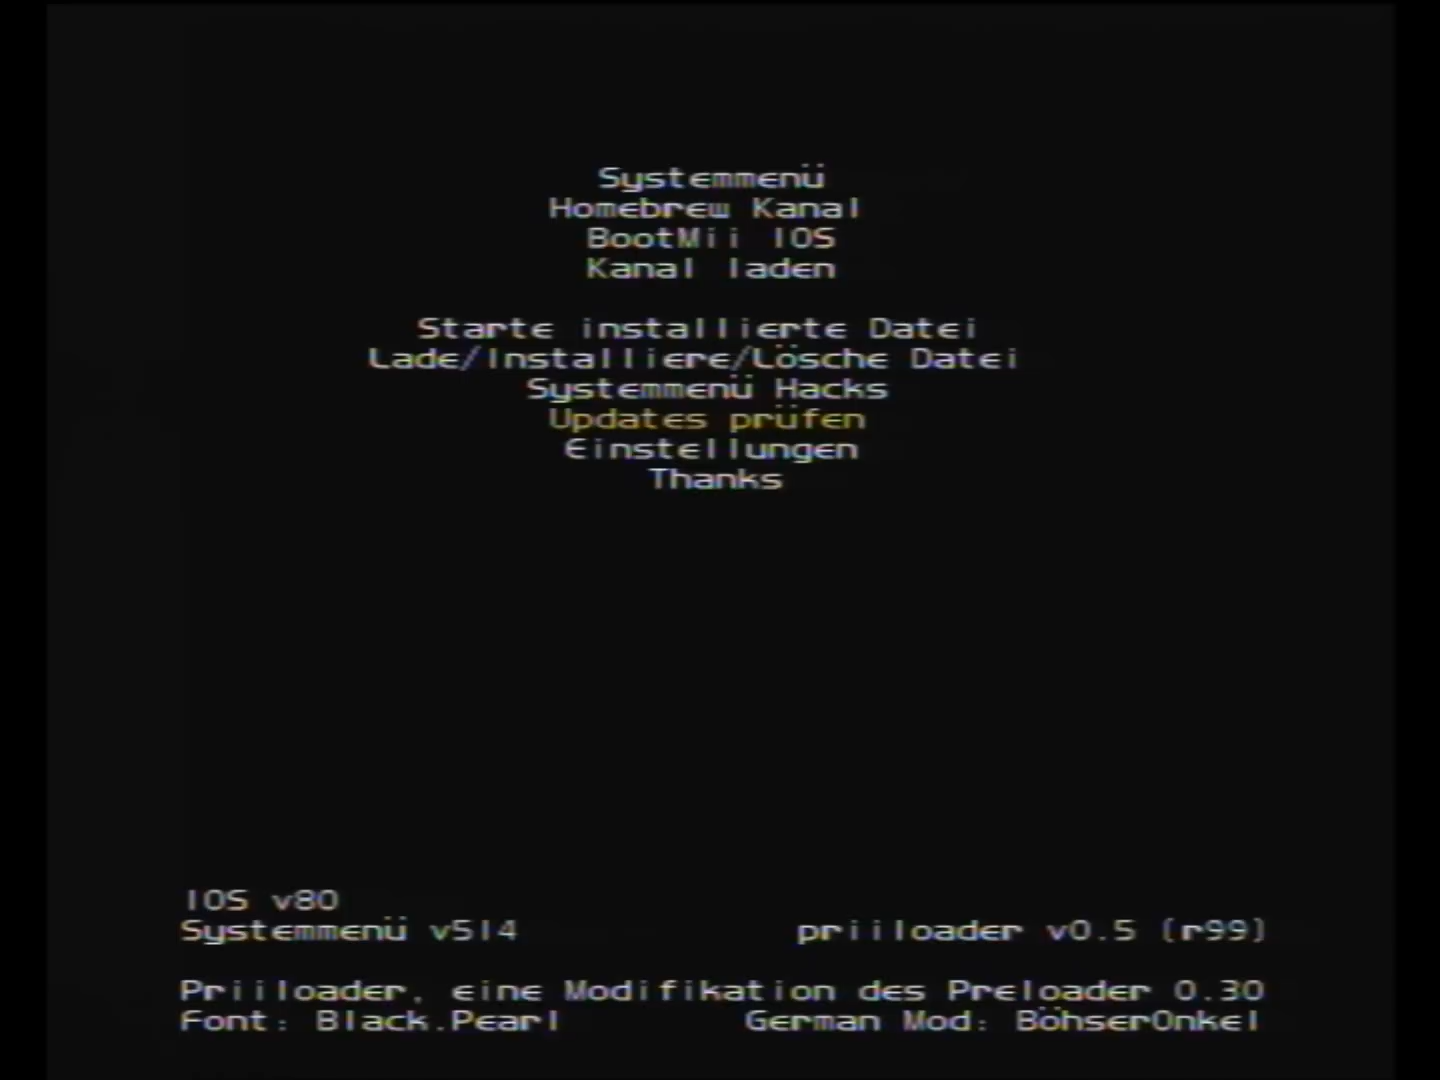 Systemmenü
Homebrew Kanal
BootMii IOS
Kanal laden
Starte installierte Datei
Lade/Installiere/Lösche Datei
Systemmenü Hacks
Updates prüfen
Einstellungen
Thanks
IOS v80
Systemmenü v514
priiloader v0.5 (r99)
Priiloader, eine Modifikation des Preloader 0.30
Font: Black.Pearl
German Mod: BöhserOnkel